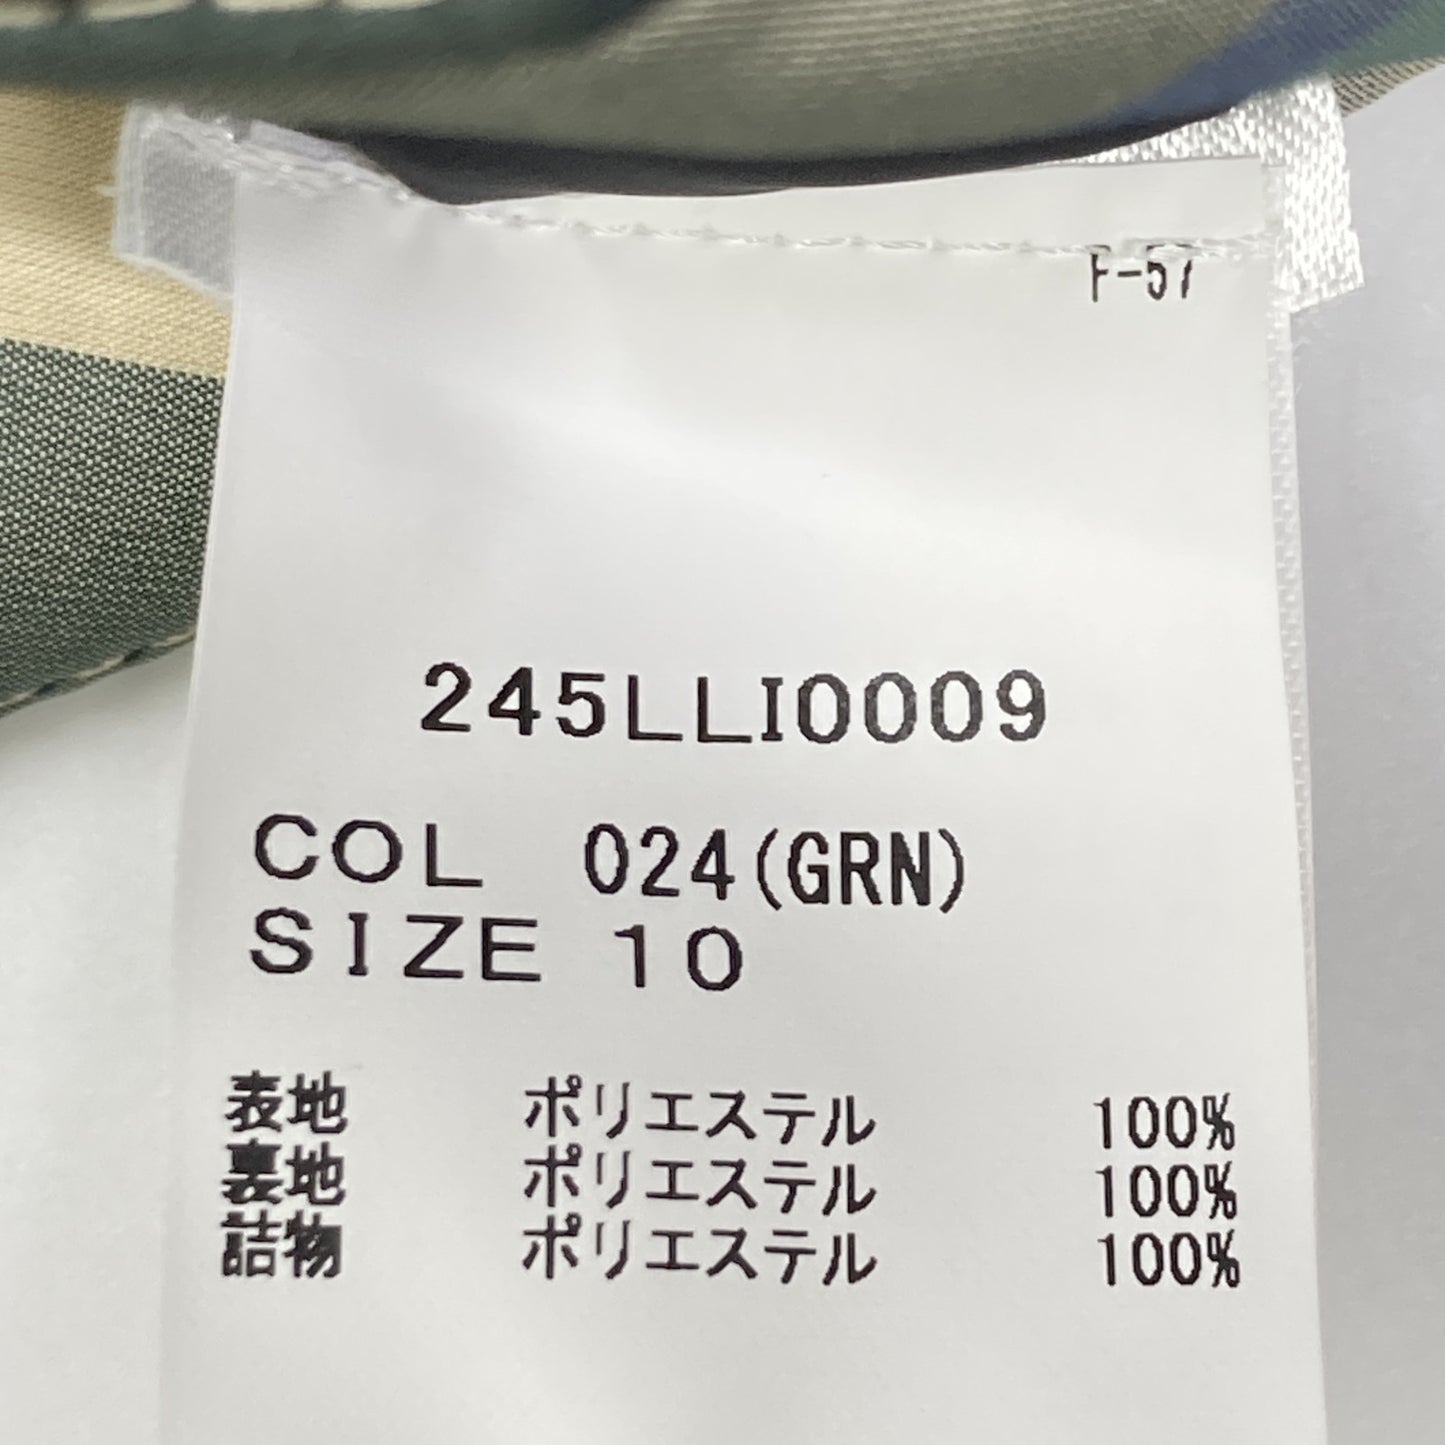 F-57
245LLI0009
COL 024(GRN)
SIZE 10
表地 ポリエステル 100%
裏地 ポリエステル 100%
詰物 ポリエステル 100%